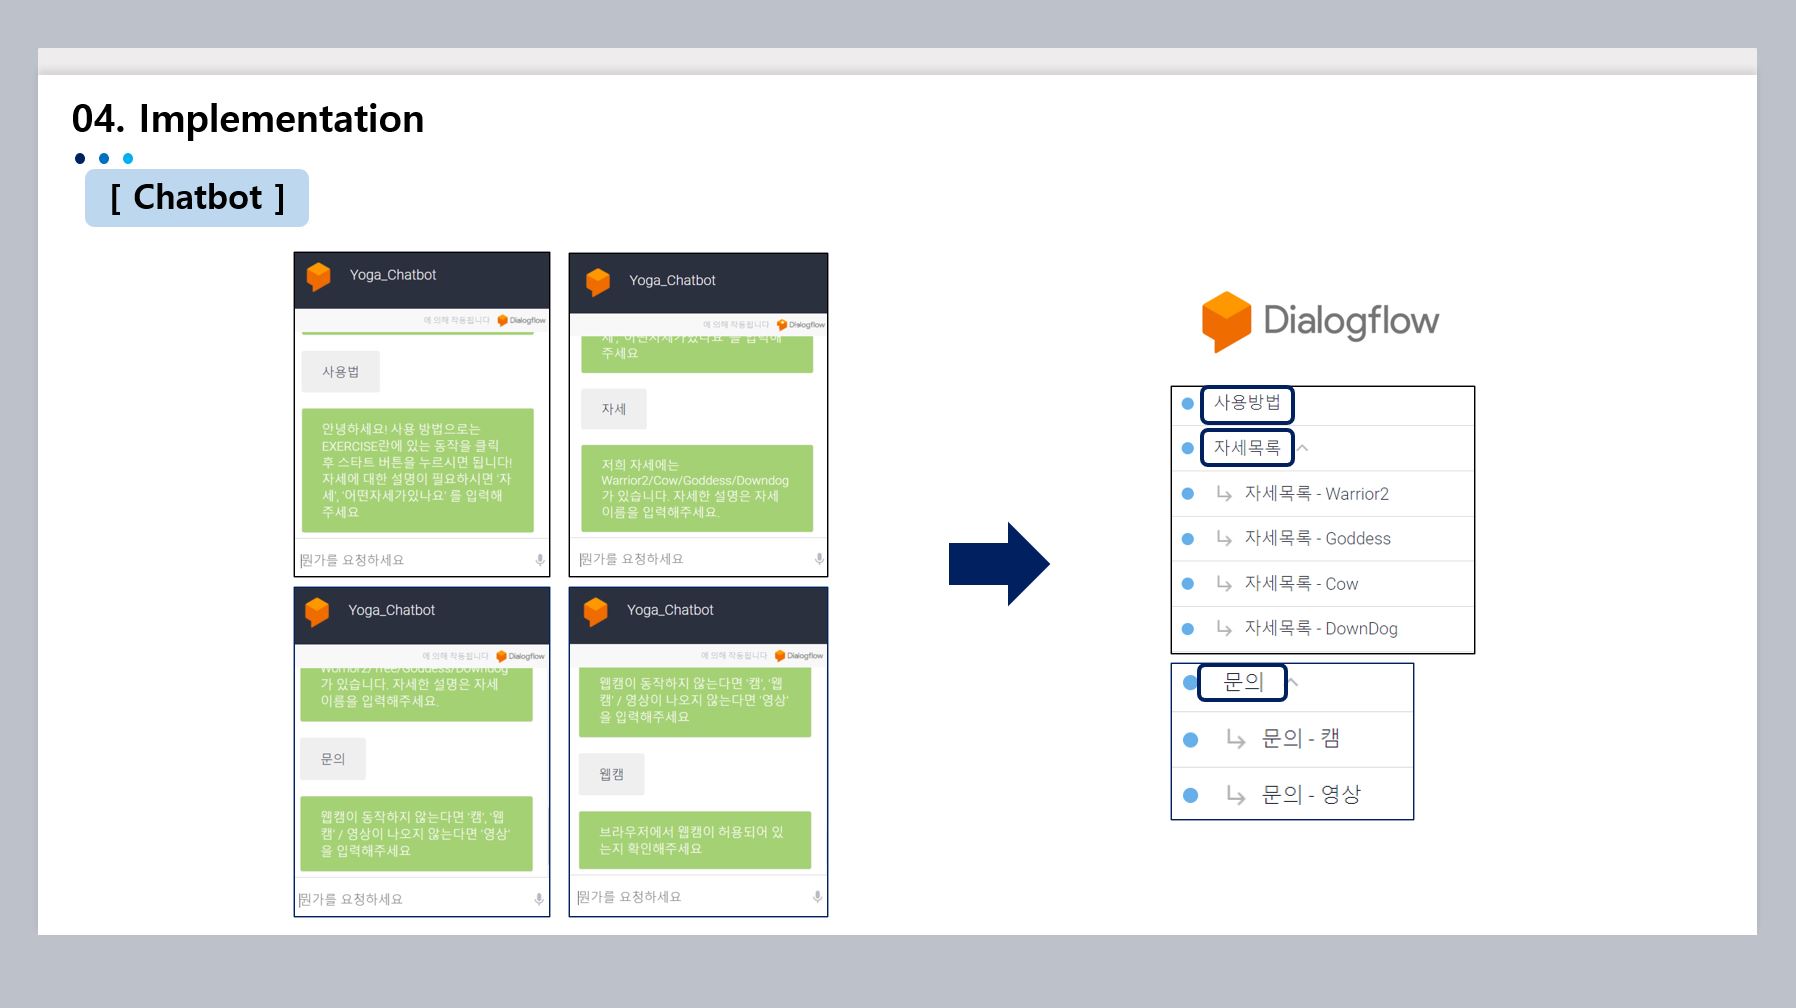 04. Implementation
[ Chatbot ]
Yoga_Chatbot
에 의해 작동됩니다 Dialogflow
사용법
안녕하세요! 사용 방법으로는
EXERCISE란에 있는 동작을 클릭
후 스타트 버튼을 누르시면 됩니다!
자세에 대한 설명이 필요하시면 '자
세', '어떤자세가있나요' 를 입력해
주세요
뭔가를 요청하세요
Yoga_Chatbot
에 의해 작동됩니다 Dialogflow
세', '어떤자세가있나요' 를 입력해
주세요
자세
저희 자세에는
Warrior2/Cow/Goddess/Downdog
가 있습니다. 자세한 설명은 자세
이름을 입력해주세요.
뭔가를 요청하세요
Yoga_Chatbot
에 의해 작동됩니다 Dialogflow
Warrior2/Tree/Goddess/Downdog
가 있습니다. 자세한 설명은 자세
이름을 입력해주세요.
문의
웹캠이 동작하지 않는다면 '캠', '웹
캠' / 영상이 나오지 않는다면 '영상'
을 입력해주세요
뭔가를 요청하세요
Yoga_Chatbot
에 의해 작동됩니다 Dialogflow
웹캠이 동작하지 않는다면 '캠', '웹
캠' / 영상이 나오지 않는다면 '영상'
을 입력해주세요
웹캠
브라우저에서 웹캠이 허용되어 있
는지 확인해주세요
뭔가를 요청하세요
Dialogflow
사용방법
자세목록
자세목록 - Warrior2
자세목록 - Goddess
자세목록 - Cow
자세목록 - DownDog
문의
문의 - 캠
문의 - 영상